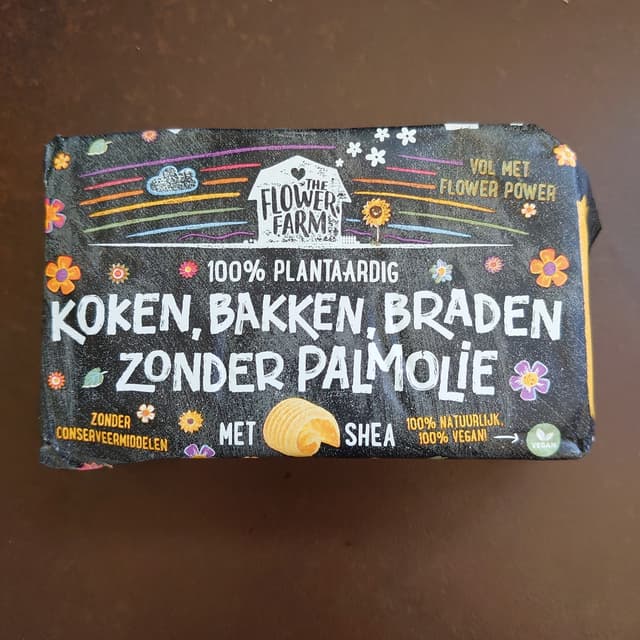 THE
FLOWER
FARM
VOL MET
FLOWER POWER
100% PLANTAARDIG
KOKEN, BAKKEN, BRADEN
ZONDER PALMOLIE
ZONDER
CONSERVEERMIDDELEN
MET SHEA
100% NATUURLIJK,
100% VEGAN!
VEGAN